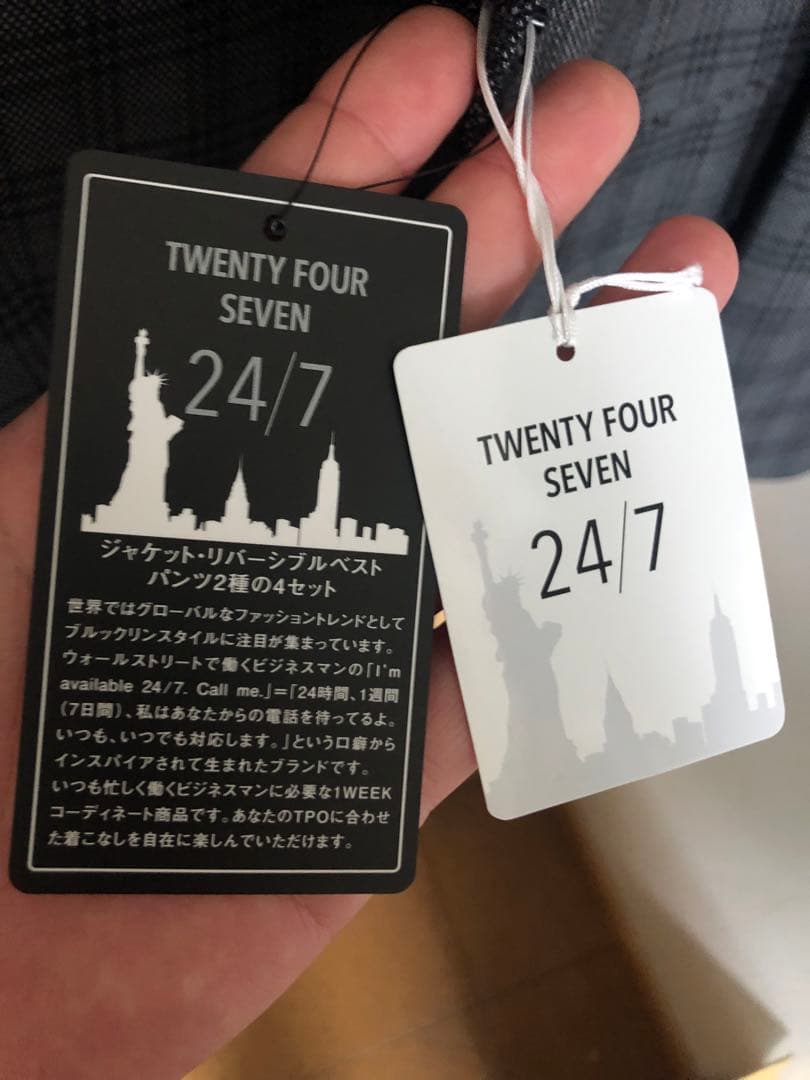 TWENTY FOUR
SEVEN
24/7
ジャケット・リバーシブルベスト
パンツ2種の4セット
世界ではグローバルなファッショントレンドとして
ブルックリンスタイルに注目が集まっています。
ウォールストリートで働くビジネスマンの「I'm
available 24/7. Call me.」=「24時間、1週間
(7日間)、私はあなたからの電話を待ってるよ。
いつも、いつでも対応します。」という口癖から
インスパイアされて生まれたブランドです。
いつも忙しく働くビジネスマンに必要な1WEEK
コーディネート商品です。あなたのTPOに合わせ
た着こなしを自在に楽しんでいただけます。
TWENTY FOUR
SEVEN
24/7